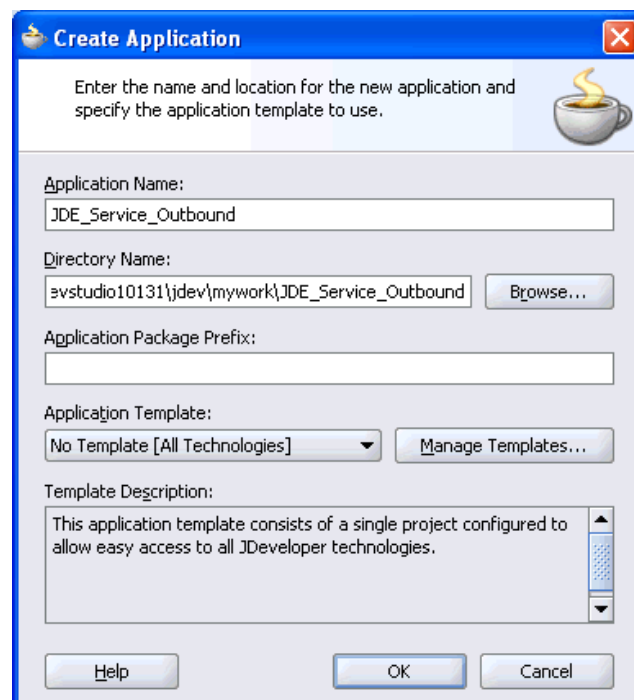 Create Application
Enter the name and location for the new application and
specify the application template to use.
Application Name:
JDE_Service_Outbound
Directory Name:
evstudio10131\jdev\mywork\JDE_Service_Outbound
Browse...
Application Package Prefix:
Application Template:
No Template [All Technologies]
Manage Templates...
Template Description:
This application template consists of a single project configured to
allow easy access to all JDeveloper technologies.
Help
OK
Cancel